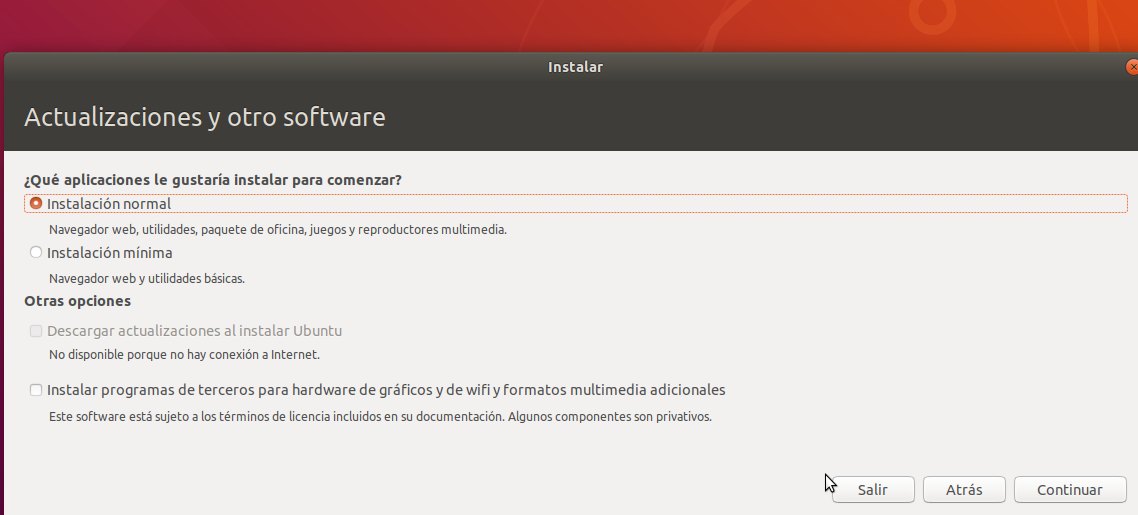 Instalar
Actualizaciones y otro software
¿Qué aplicaciones le gustaría instalar para comenzar?
Instalación normal
Navegador web, utilidades, paquete de oficina, juegos y reproductores multimedia.
Instalación mínima
Navegador web y utilidades básicas.
Otras opciones
Descargar actualizaciones al instalar Ubuntu
No disponible porque no hay conexión a Internet.
Instalar programas de terceros para hardware de gráficos y de wifi y formatos multimedia adicionales
Este software está sujeto a los términos de licencia incluidos en su documentación. Algunos componentes son privativos.
Salir Atrás Continuar